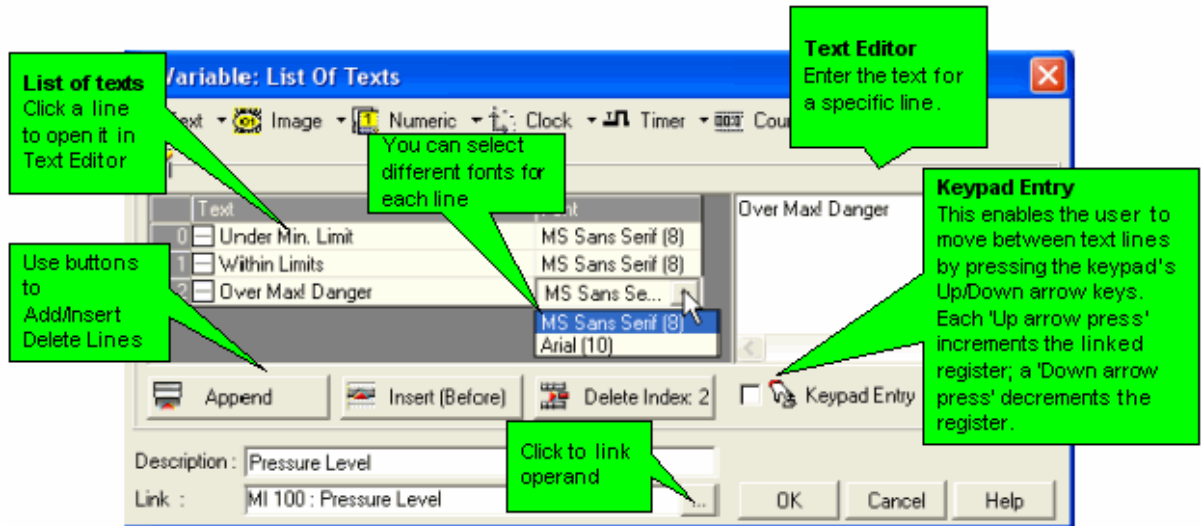 List of texts
Click a line
to open it in
Text Editor
Variable: List Of Texts
Text Editor
Enter the text for
a specific line.
Image
Numeric
Clock
Timer
You can select
different fonts for
each line
Text
0 Under Min. Limit MS Sans Serif (8)
1 Within Limits MS Sans Serif (8)
2 Over Max! Danger MS Sans Se...
MS Sans Serif (8)
Arial (10)
Over Max! Danger
Keypad Entry
This enables the user to
move between text lines
by pressing the keypad's
Up/Down arrow keys.
Each 'Up arrow press'
increments the linked
register; a 'Down arrow
press' decrements the
register.
Use buttons
to
Add/Insert
Delete Lines
Append
Insert (Before)
Delete Index: 2
Keypad Entry
Click to link
operand
Description : Pressure Level
Link : MI 100 : Pressure Level
...
OK
Cancel
Help